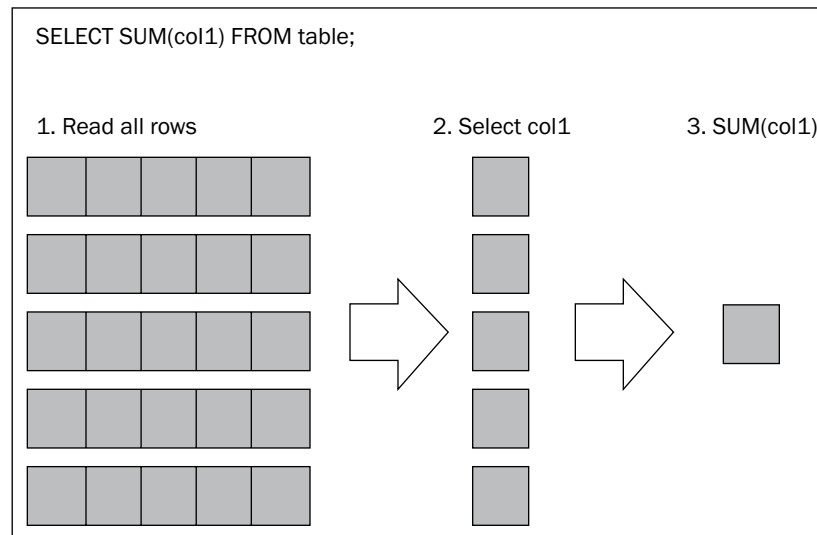 SELECT SUM(col1) FROM table;
1. Read all rows
2. Select col1
3. SUM(col1)